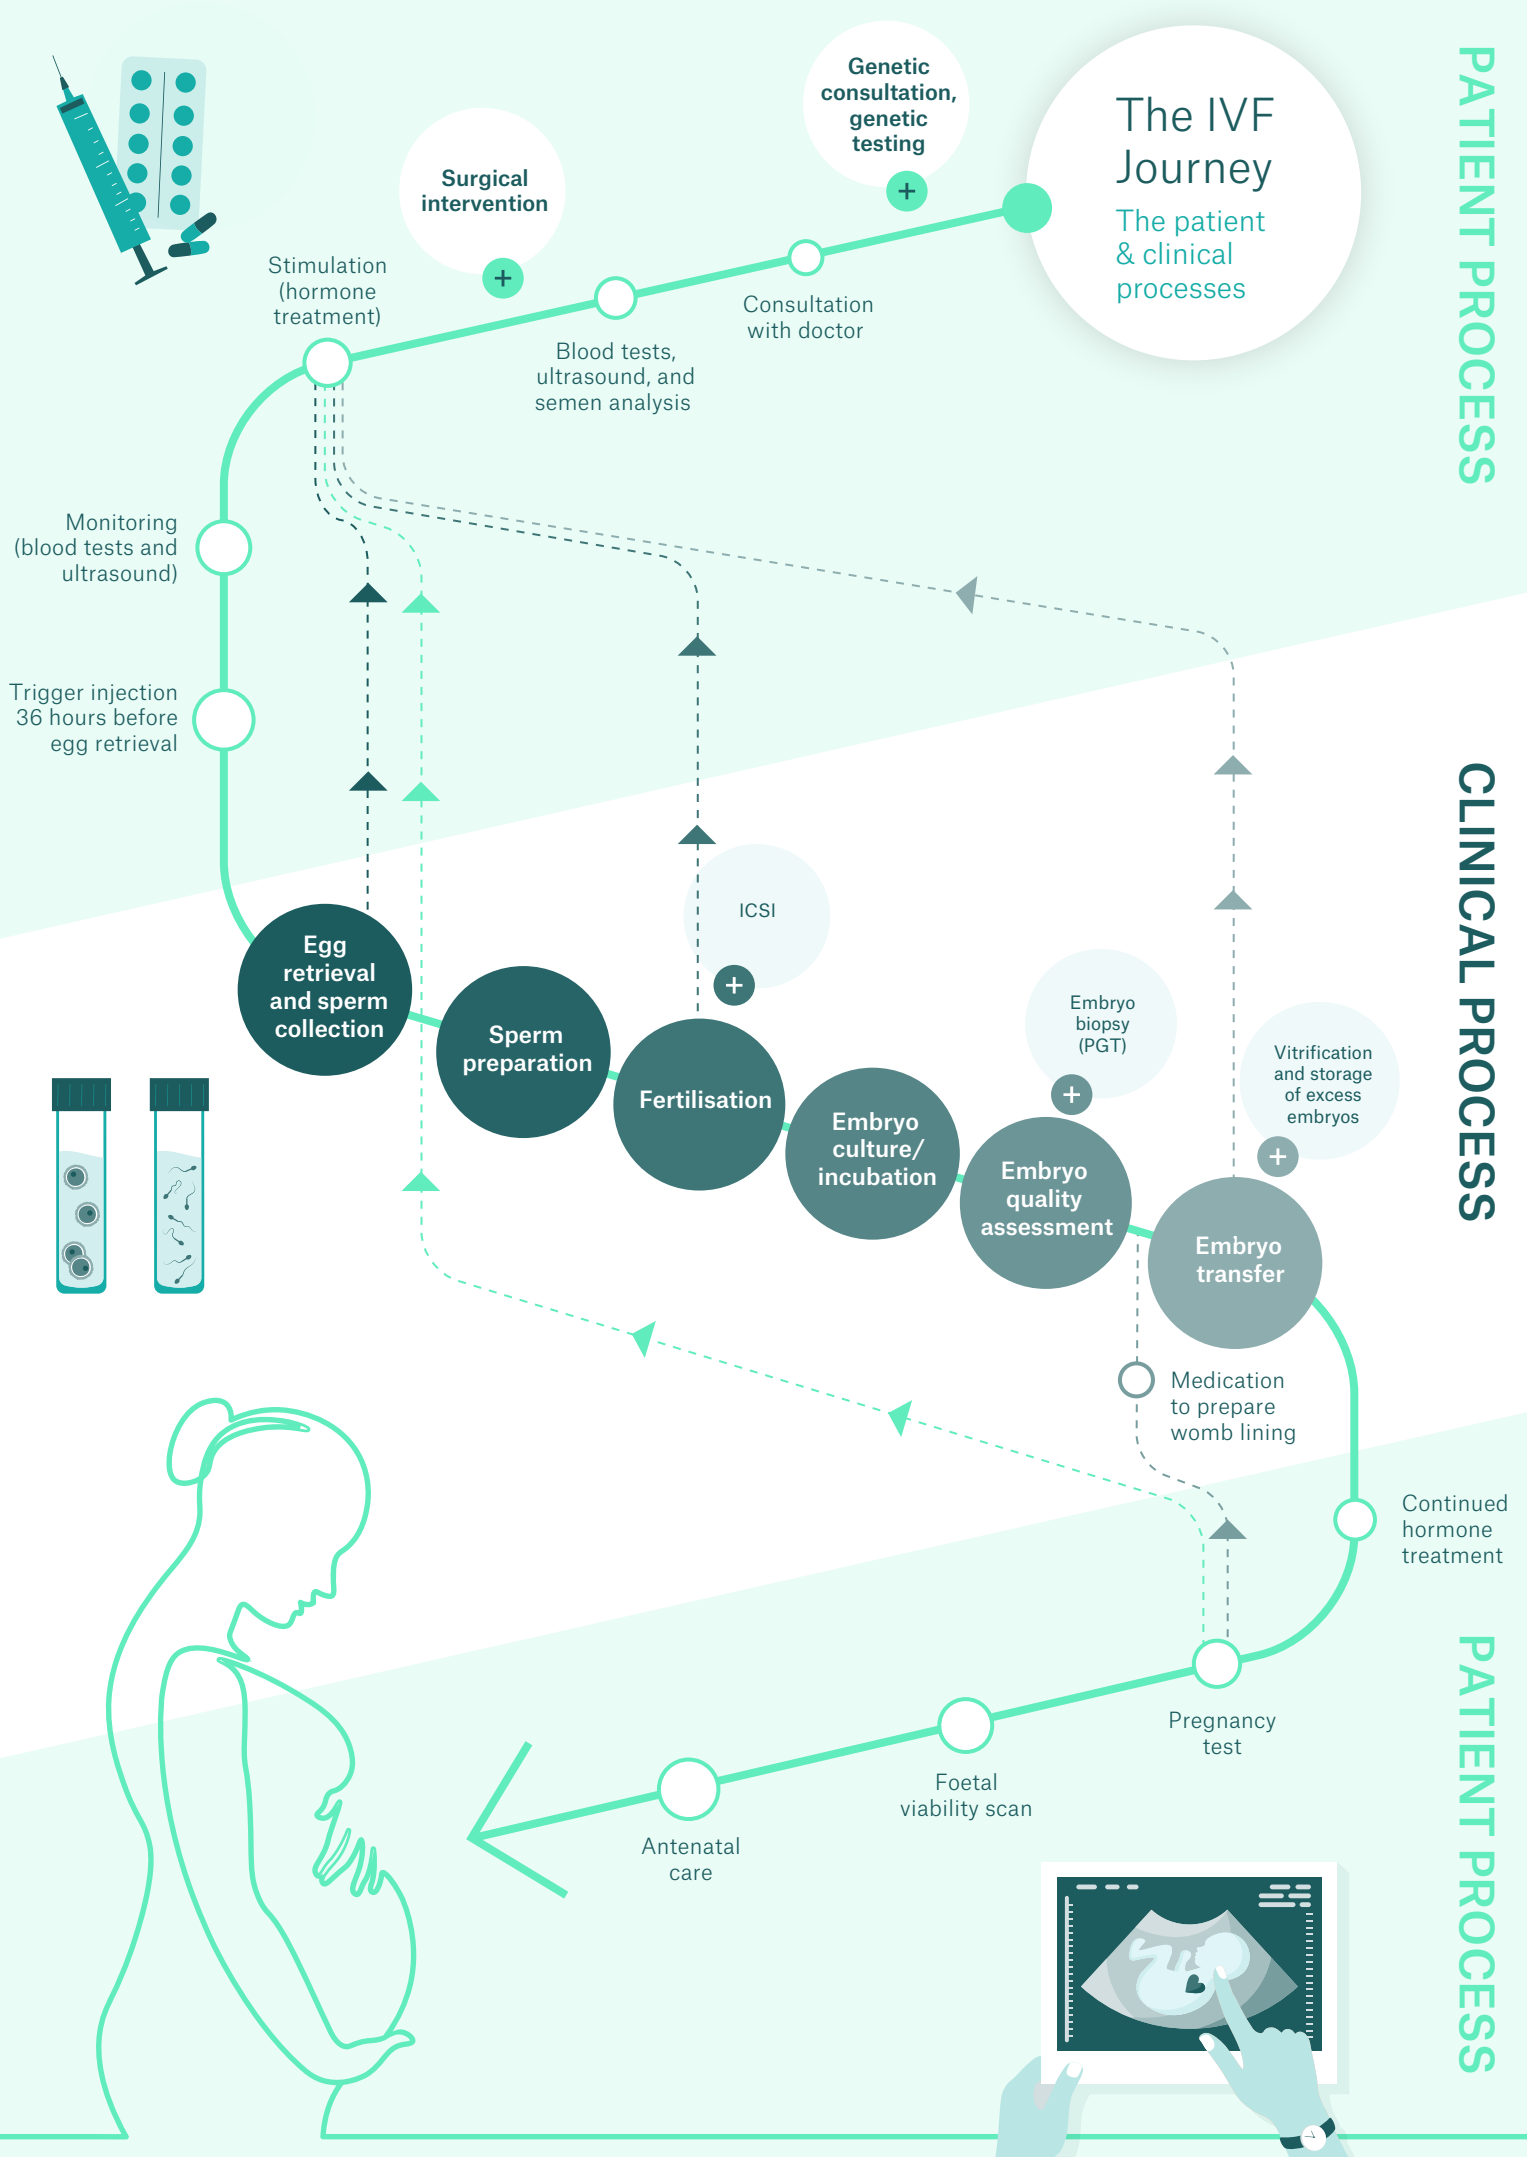 The IVF
Journey
The patient
& clinical
processes
PATIENT PROCESS
Genetic
consultation,
genetic
testing
+
Consultation
with doctor
Surgical
intervention
+
Blood tests,
ultrasound, and
semen analysis
Stimulation
(hormone
treatment)
Monitoring
(blood tests and
ultrasound)
Trigger injection
36 hours before
egg retrieval
CLINICAL PROCESS
Egg
retrieval
and sperm
collection
Sperm
preparation
ICSI
+
Fertilisation
Embryo
culture/
incubation
Embryo
biopsy
(PGT)
+
Embryo
quality
assessment
Vitrification
and storage
of excess
embryos
+
Embryo
transfer
Medication
to prepare
womb lining
Continued
hormone
treatment
PATIENT PROCESS
Pregnancy
test
Foetal
viability scan
Antenatal
care